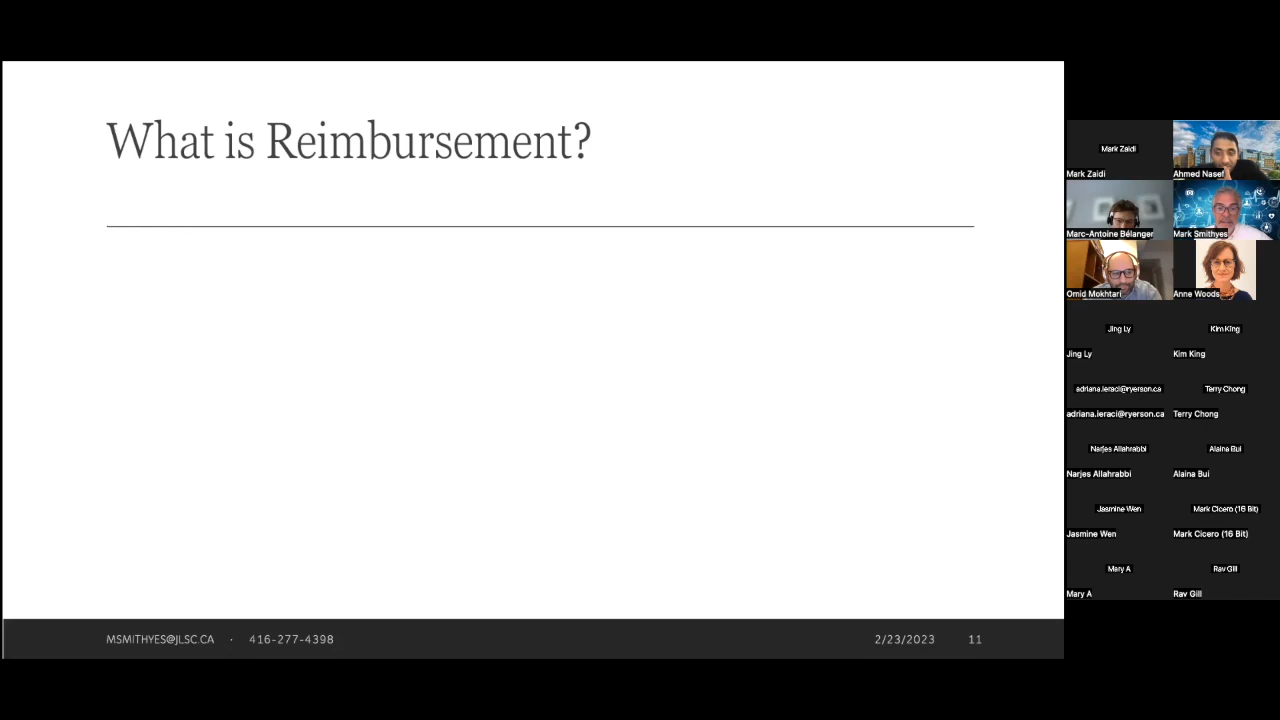 What is Reimbursement?
MSMITHYES@JLSC.CA · 416-277-4398
2/23/2023 11
Mark Zaidi
Mark Zaidi
Ahmed Nasef
Marc-Antoine Bélanger
Mark Smithyes
Omid Mokhtari
Anne Woods
Jing Ly
Kim King
Jing Ly
Kim King
adriana.ieraci@ryerson.ca
Terry Chong
adriana.ieraci@ryerson.ca
Terry Chong
Narjes Allahrabbi
Alaina Bui
Narjes Allahrabbi
Alaina Bui
Jasmine Wen
Mark Cicero (16 Bit)
Jasmine Wen
Mark Cicero (16 Bit)
Mary A
Rav Gill
Mary A
Rav Gill